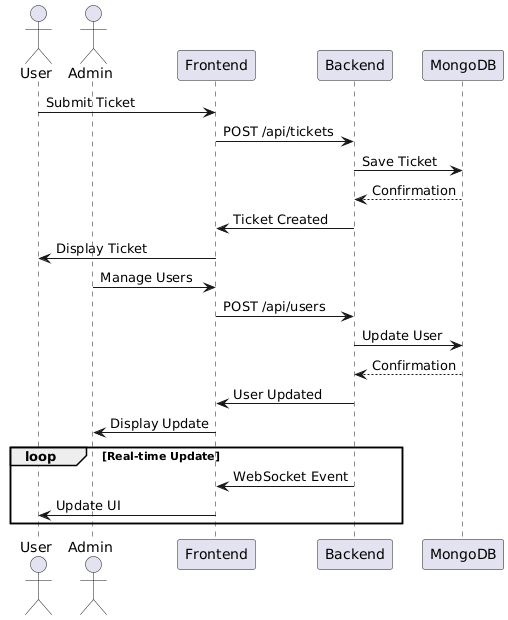 User
Admin
Frontend
Backend
MongoDB
Submit Ticket
POST /api/tickets
Save Ticket
Confirmation
Ticket Created
Display Ticket
Manage Users
POST /api/users
Update User
Confirmation
User Updated
Display Update
loop [Real-time Update]
WebSocket Event
Update UI
User
Admin
Frontend
Backend
MongoDB